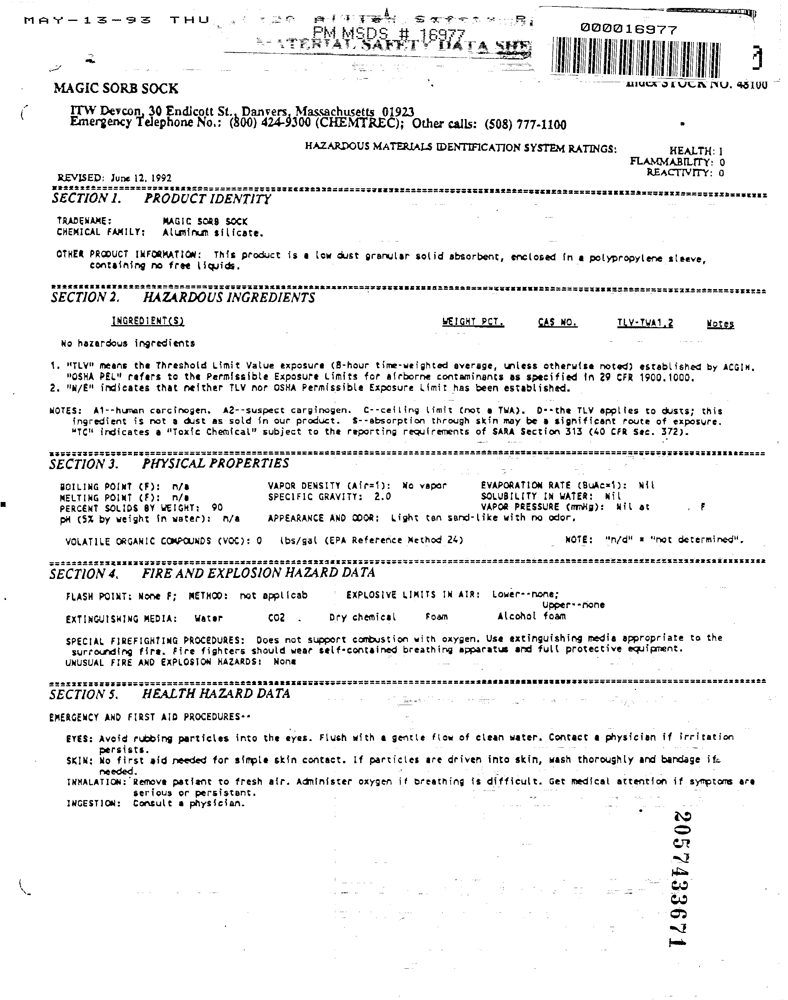 MAY-13-93 THU
PM MSDS # 16977
MATERIAL SAFETY DATA SHE
000016977
2
MAGIC SORB SOCK
Index STOCK NO. 48100
ITW Devcon, 30 Endicott St., Danvers, Massachusetts 01923
Emergency Telephone No.: (800) 424-9300 (CHEMTREC); Other calls: (508) 777-1100
HAZARDOUS MATERIALS IDENTIFICATION SYSTEM RATINGS: HEALTH: 1
FLAMMABILITY: 0
REACTIVITY: 0
REVISED: June 12, 1992
SECTION 1. PRODUCT IDENTITY
TRADENAME: MAGIC SORB SOCK
CHEMICAL FAMILY: Aluminum silicate.
OTHER PRODUCT INFORMATION: This product is a low dust granular solid absorbent, enclosed in a polypropylene sleeve,
containing no free liquids.
SECTION 2. HAZARDOUS INGREDIENTS
INGREDIENT(S) WEIGHT PCT. CAS NO. TLV-TWA1,2 Notes
No hazardous ingredients
1. "TLV" means the Threshold Limit Value exposure (8-hour time-weighted average, unless otherwise noted) established by ACGIH.
"OSHA PEL" refers to the Permissible Exposure Limits for airborne contaminants as specified in 29 CFR 1900.1000.
2. "N/E" indicates that neither TLV nor OSHA Permissible Exposure Limit has been established.
NOTES: A1--human carcinogen. A2--suspect carginogen. C--ceiling limit (not a TWA). D--the TLV applies to dusts; this
ingredient is not a dust as sold in our product. S--absorption through skin may be a significant route of exposure.
"TC" indicates a "Toxic Chemical" subject to the reporting requirements of SARA Section 313 (40 CFR Sec. 372).
SECTION 3. PHYSICAL PROPERTIES
BOILING POINT (F): n/a VAPOR DENSITY (Air=1): No vapor EVAPORATION RATE (BuAc=1): Nil
MELTING POINT (F): n/a SPECIFIC GRAVITY: 2.0 SOLUBILITY IN WATER: Nil
PERCENT SOLIDS BY WEIGHT: 90 VAPOR PRESSURE (mmHg): Nil at F
pH (5% by weight in water): n/a APPEARANCE AND ODOR: Light tan sand-like with no odor.
VOLATILE ORGANIC COMPOUNDS (VOC): 0 lbs/gal (EPA Reference Method 24) NOTE: "n/d" = "not determined".
SECTION 4. FIRE AND EXPLOSION HAZARD DATA
FLASH POINT: None F; METHOD: not applicab EXPLOSIVE LIMITS IN AIR: Lower--none;
Upper--none
EXTINGUISHING MEDIA: Water CO2 . Dry chemical Foam Alcohol foam
SPECIAL FIREFIGHTING PROCEDURES: Does not support combustion with oxygen. Use extinguishing media appropriate to the
surrounding fire. Fire fighters should wear self-contained breathing apparatus and full protective equipment.
UNUSUAL FIRE AND EXPLOSION HAZARDS: None
SECTION 5. HEALTH HAZARD DATA
EMERGENCY AND FIRST AID PROCEDURES--
EYES: Avoid rubbing particles into the eyes. Flush with a gentle flow of clean water. Contact a physician if irritation
persists.
SKIN: No first aid needed for simple skin contact. If particles are driven into skin, wash thoroughly and bandage if
needed.
INHALATION: Remove patient to fresh air. Administer oxygen if breathing is difficult. Get medical attention if symptoms are
serious or persistant.
INGESTION: Consult a physician.
2057433671